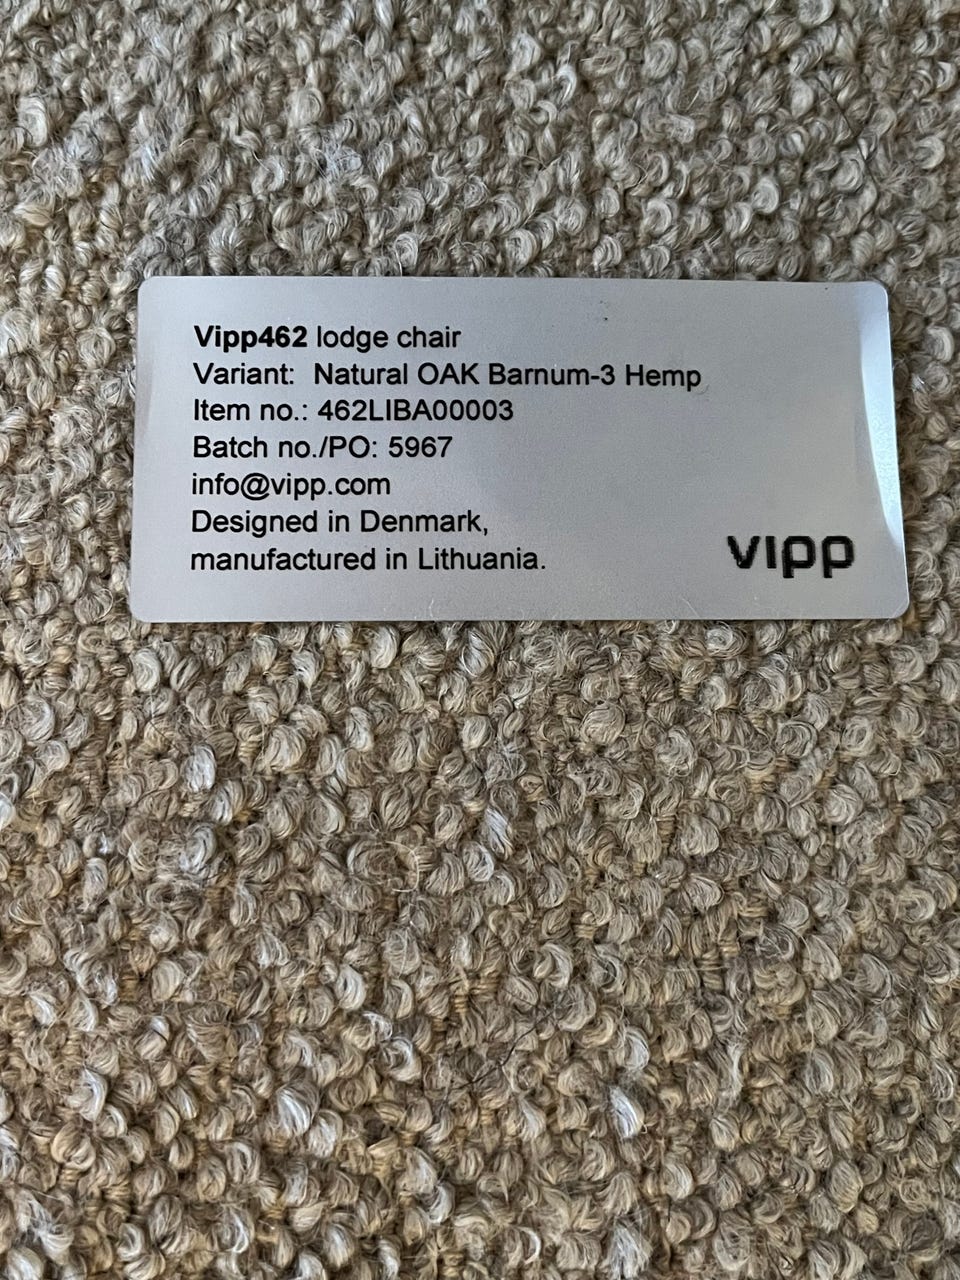 Vipp462 lodge chair
Variant: Natural OAK Barnum-3 Hemp
Item no.: 462LIBA00003
Batch no./PO: 5967
info@vipp.com
Designed in Denmark,
manufactured in Lithuania.
vipp